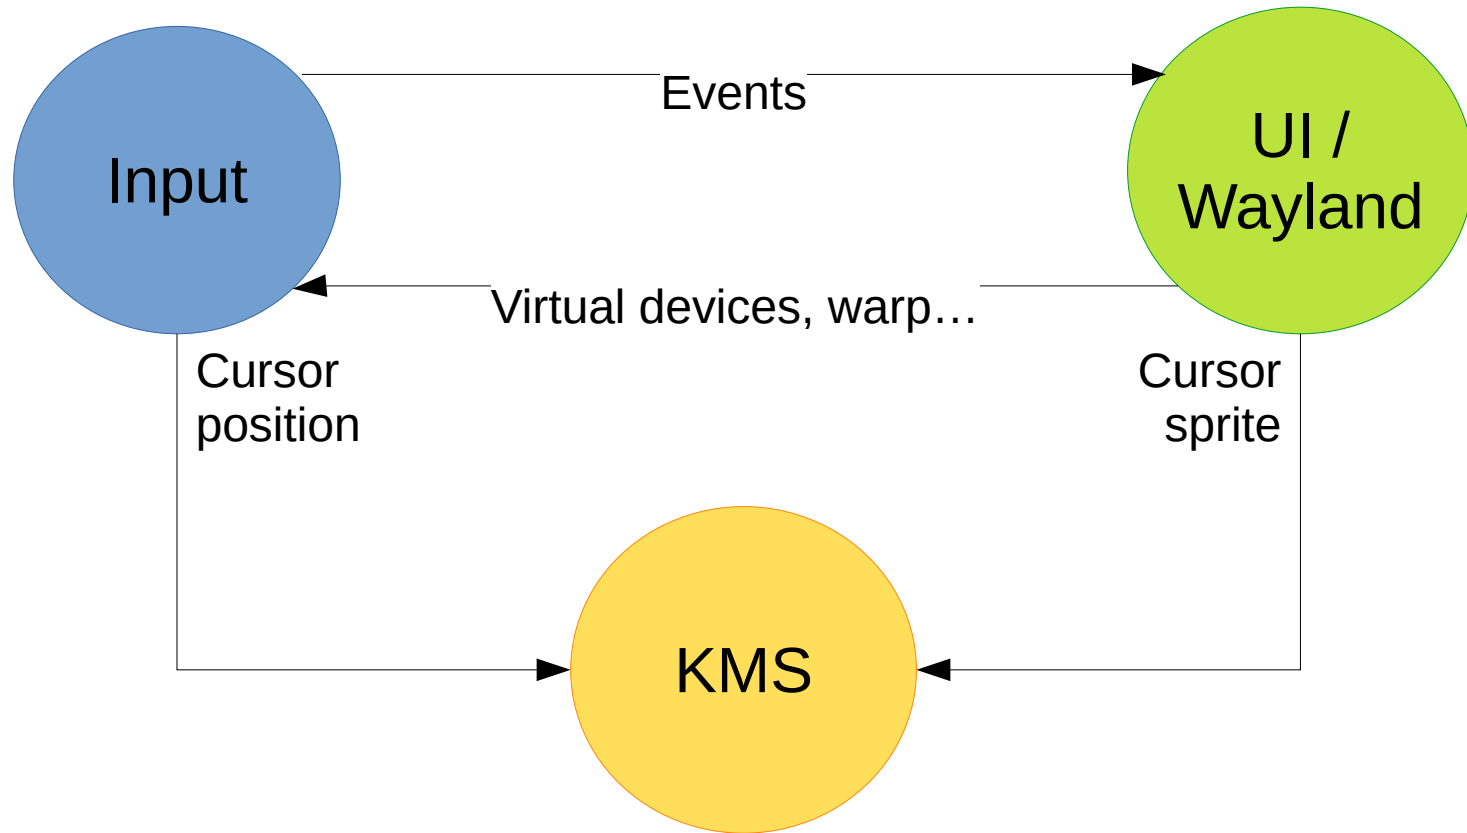 Events
Input
UI /
Wayland
Virtual devices, warp…
Cursor
position
Cursor
sprite
KMS